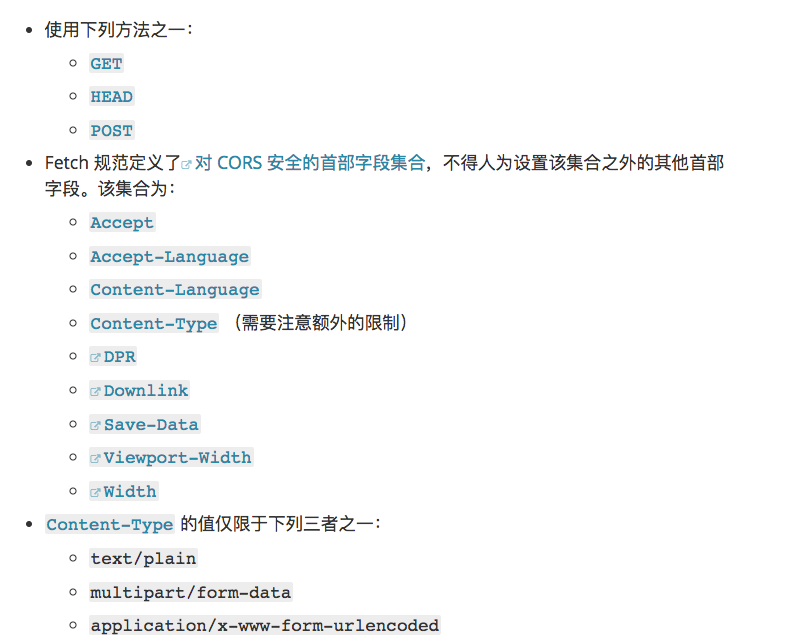 使用下列方法之一：
GET
HEAD
POST
Fetch 规范定义了对 CORS 安全的首部字段集合，不得人为设置该集合之外的其他首部
字段。该集合为：
Accept
Accept-Language
Content-Language
Content-Type （需要注意额外的限制）
DPR
Downlink
Save-Data
Viewport-Width
Width
Content-Type 的值仅限于下列三者之一：
text/plain
multipart/form-data
application/x-www-form-urlencoded